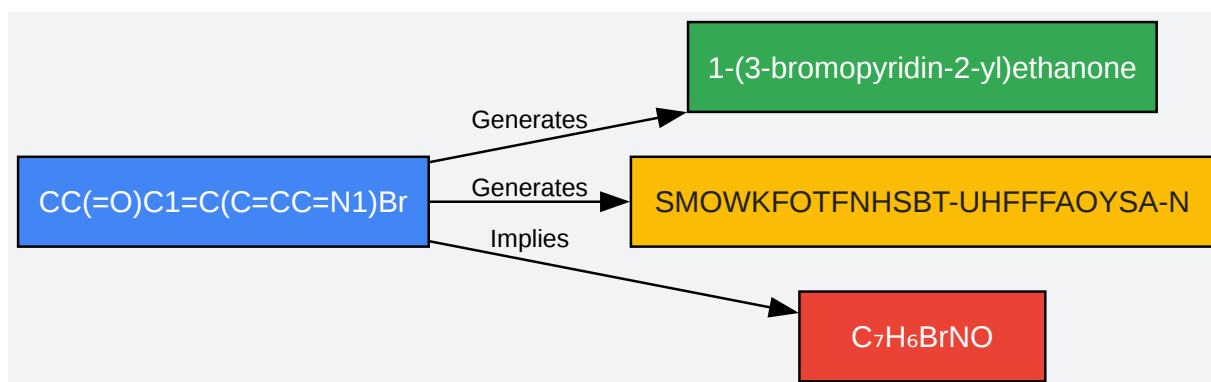 1-(3-bromopyridin-2-yl)ethanone
Generates
CC(=O)C1=C(C=CC=N1)Br
Generates
SMOWKFOTFNHSBT-UHFFFAOYSA-N
Implies
C₇H₆BrNO